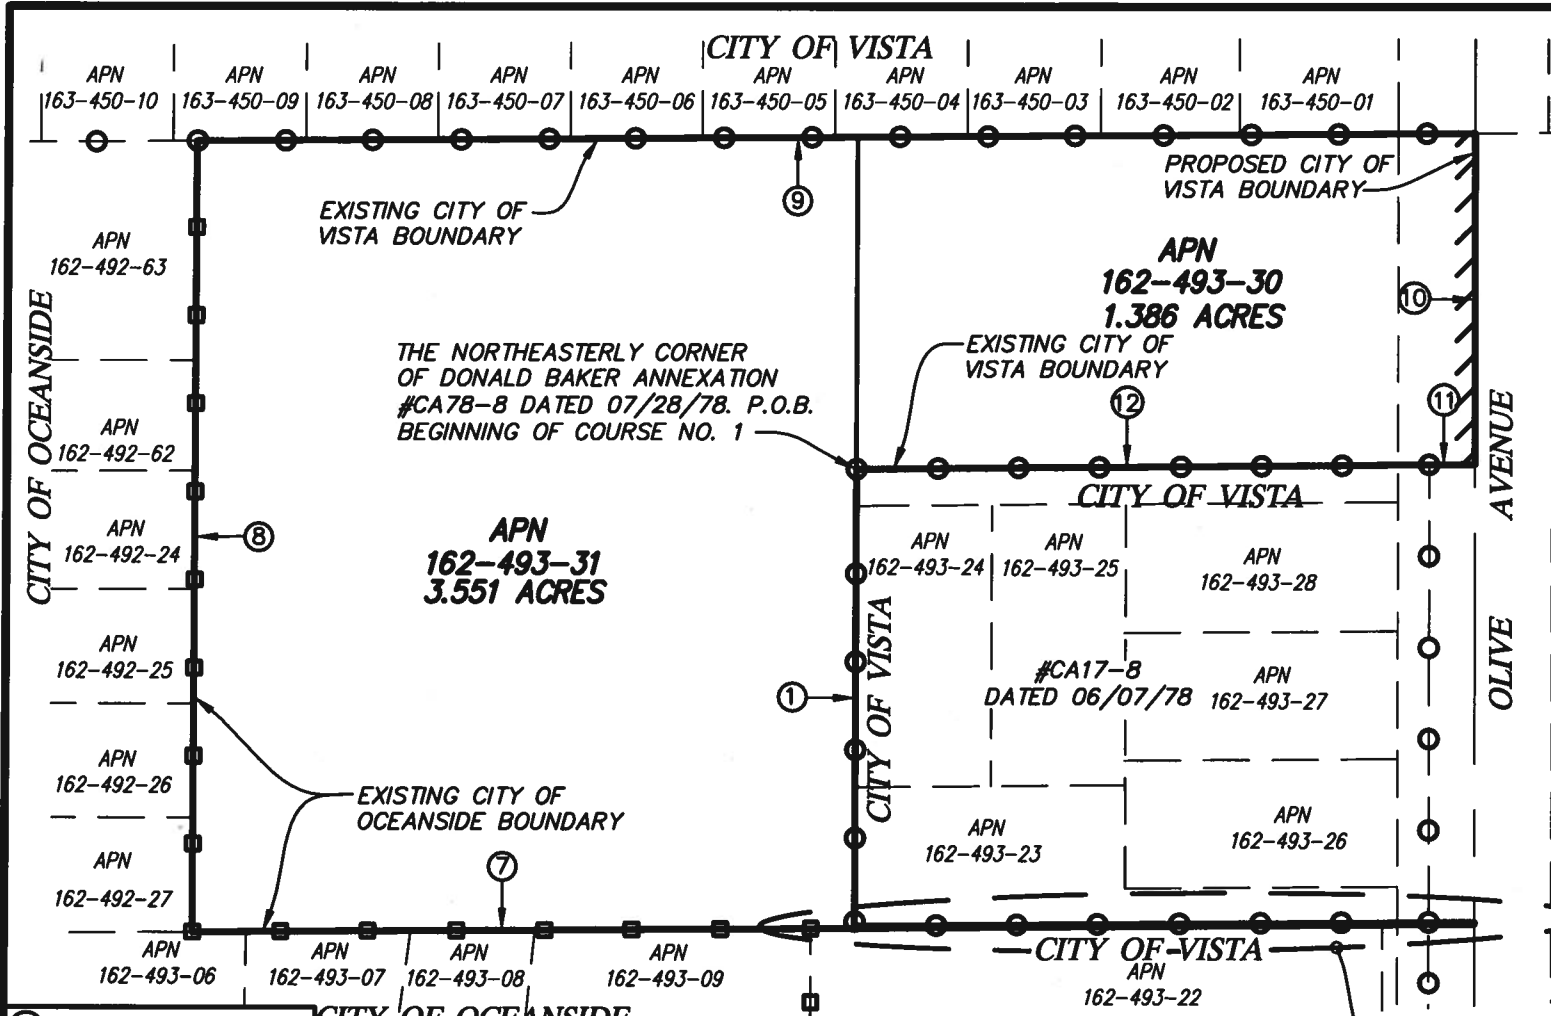 CITY OF VISTA
APN
163-450-10
APN
163-450-09
APN
163-450-08
APN
163-450-07
APN
163-450-06
APN
163-450-05
APN
163-450-04
APN
163-450-03
APN
163-450-02
APN
163-450-01
PROPOSED CITY OF
VISTA BOUNDARY
EXISTING CITY OF
VISTA BOUNDARY
9
APN
162-492-63
APN
162-493-30
1.386 ACRES
10
CITY OF OCEANSIDE
THE NORTHEASTERLY CORNER
OF DONALD BAKER ANNEXATION
#CA78-8 DATED 07/28/78. P.O.B.
BEGINNING OF COURSE NO. 1
EXISTING CITY OF
VISTA BOUNDARY
12
11
OLIVE AVENUE
APN
162-492-62
CITY OF VISTA
APN
162-492-24
8
APN
162-493-31
3.551 ACRES
APN
162-493-24
APN
162-493-25
APN
162-493-28
APN
162-492-25
1
CITY OF VISTA
#CA17-8
DATED 06/07/78
APN
162-493-27
APN
162-492-26
EXISTING CITY OF
OCEANSIDE BOUNDARY
APN
162-493-23
APN
162-493-26
APN
162-492-27
7
APN
162-493-06
APN
162-493-07
APN
162-493-08
APN
162-493-09
CITY OF VISTA
APN
162-493-22
CITY OF OCEANSIDE